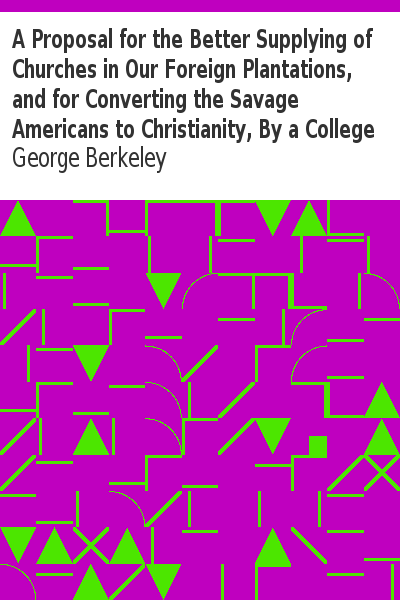 A Proposal for the Better Supplying of
Churches in Our Foreign Plantations,
and for Converting the Savage
Americans to Christianity, By a College
George Berkeley